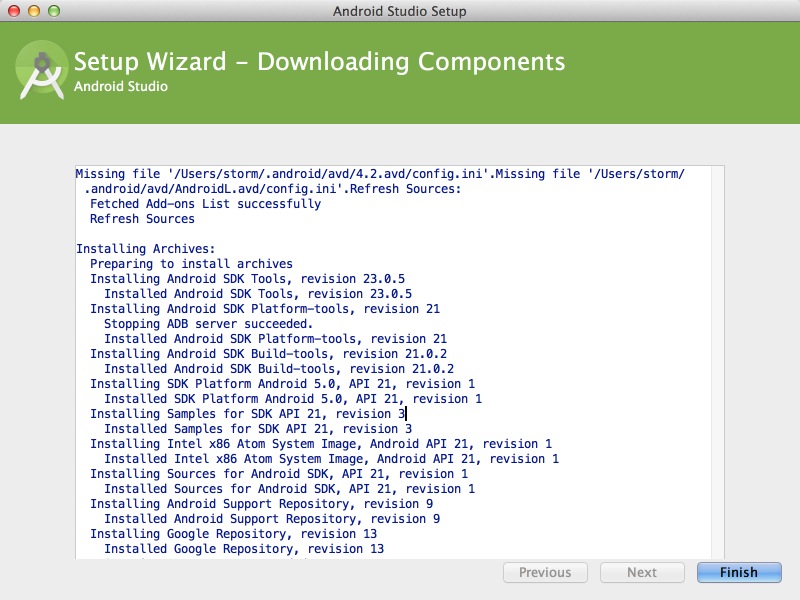 Android Studio Setup
Setup Wizard - Downloading Components
Android Studio
Missing file '/Users/storm/.android/avd/4.2.avd/config.ini'.Missing file '/Users/storm/
.android/avd/AndroidL.avd/config.ini'.Refresh Sources:
Fetched Add-ons List successfully
Refresh Sources
Installing Archives:
Preparing to install archives
Installing Android SDK Tools, revision 23.0.5
Installed Android SDK Tools, revision 23.0.5
Installing Android SDK Platform-tools, revision 21
Stopping ADB server succeeded.
Installed Android SDK Platform-tools, revision 21
Installing Android SDK Build-tools, revision 21.0.2
Installed Android SDK Build-tools, revision 21.0.2
Installing SDK Platform Android 5.0, API 21, revision 1
Installed SDK Platform Android 5.0, API 21, revision 1
Installing Samples for SDK API 21, revision 3
Installed Samples for SDK API 21, revision 3
Installing Intel x86 Atom System Image, Android API 21, revision 1
Installed Intel x86 Atom System Image, Android API 21, revision 1
Installing Sources for Android SDK, API 21, revision 1
Installed Sources for Android SDK, API 21, revision 1
Installing Android Support Repository, revision 9
Installed Android Support Repository, revision 9
Installing Google Repository, revision 13
Installed Google Repository, revision 13
Previous
Next
Finish